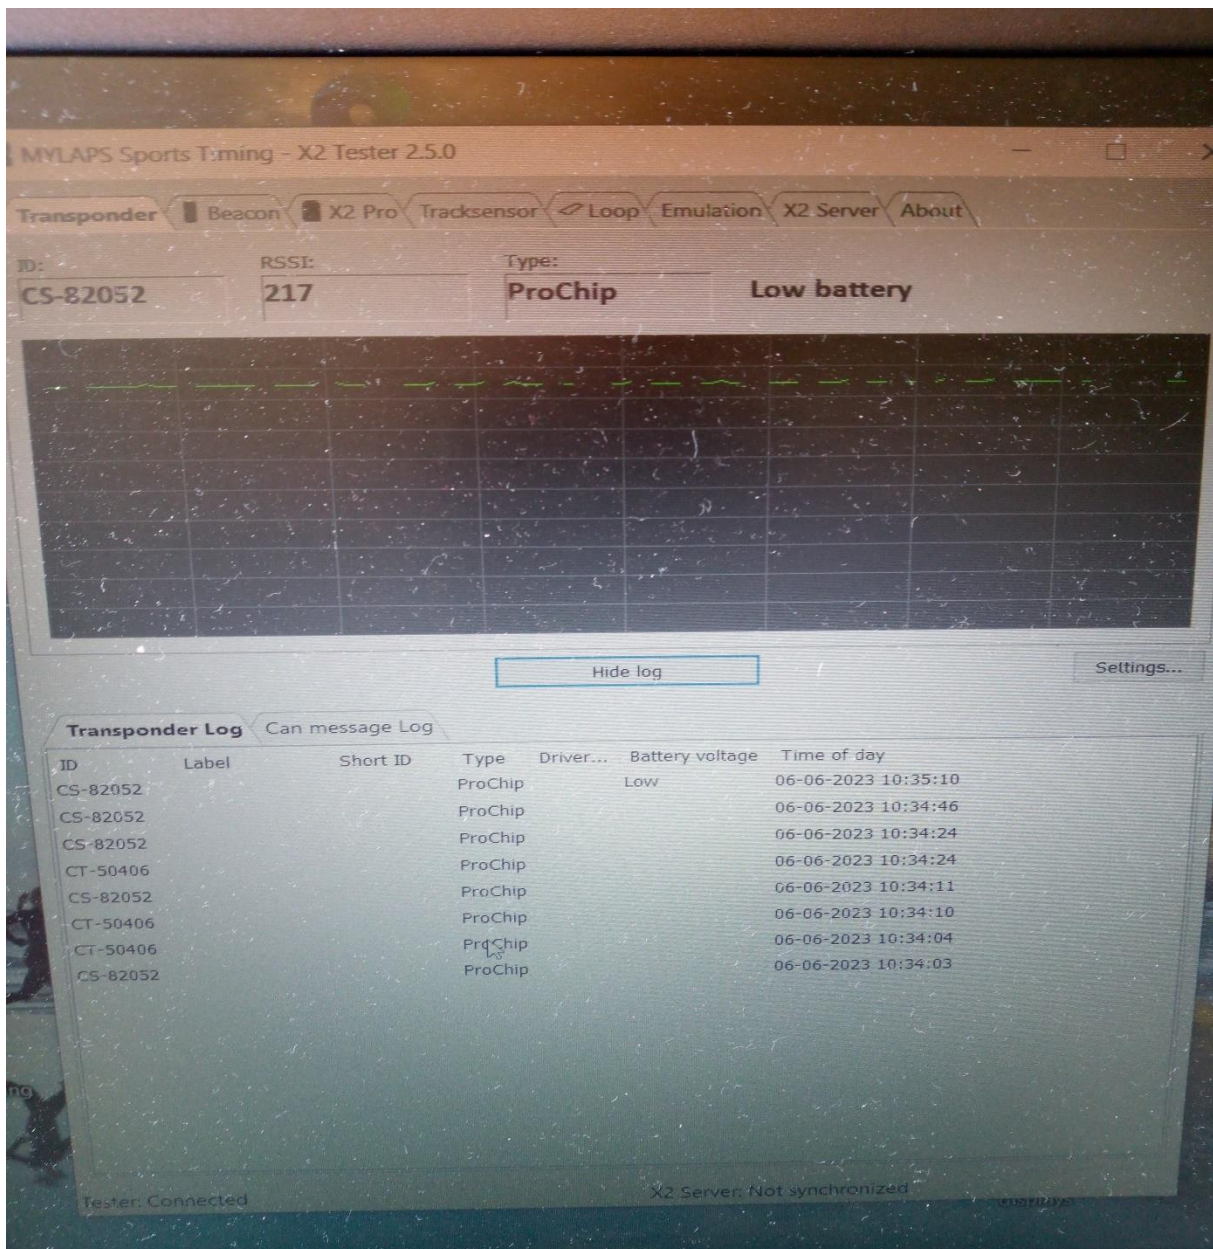 MYLAPS Sports Timing - X2 Tester 2.5.0
Transponder Beacon X2 Pro Tracksensor Loop Emulation X2 Server About
ID: RSSI: Type:
CS-82052 217 ProChip Low battery
Hide log Settings...
Transponder Log Can message Log
ID Label Short ID Type Driver... Battery voltage Time of day
CS-82052 ProChip Low 06-06-2023 10:35:10
CS-82052 ProChip 06-06-2023 10:34:46
CS-82052 ProChip 06-06-2023 10:34:24
CT-50406 ProChip 06-06-2023 10:34:24
CS-82052 ProChip 06-06-2023 10:34:11
CT-50406 ProChip 06-06-2023 10:34:10
CT-50406 ProChip 06-06-2023 10:34:04
CS-82052 ProChip 06-06-2023 10:34:03
ng
Tester: Connected X2 Server: Not synchronized